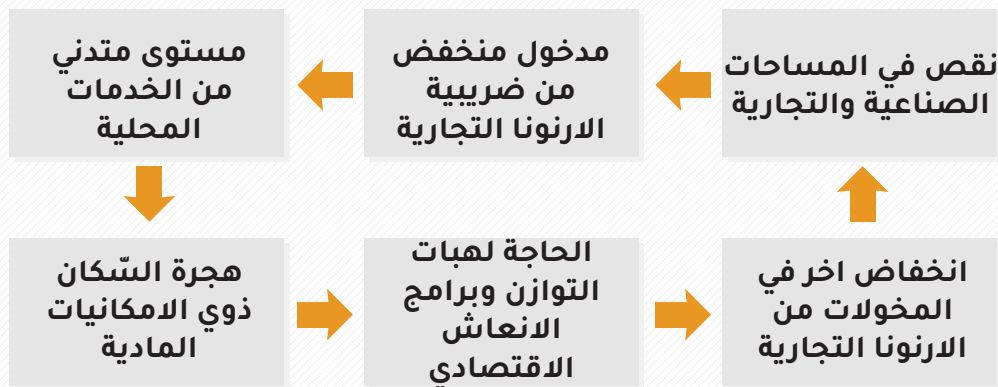 نقص في المساحات
الصناعية والتجارية
مدخول منخفض
من ضريبية
الارنونا التجارية
مستوى متدني
من الخدمات
المحلية
هجرة السّكان
ذوي الامكانيات
المادية
الحاجة لهبات
التوازن وبرامج
الانعاش
الاقتصادي
انخفاض اخر في
المخولات من
الارنونا التجارية